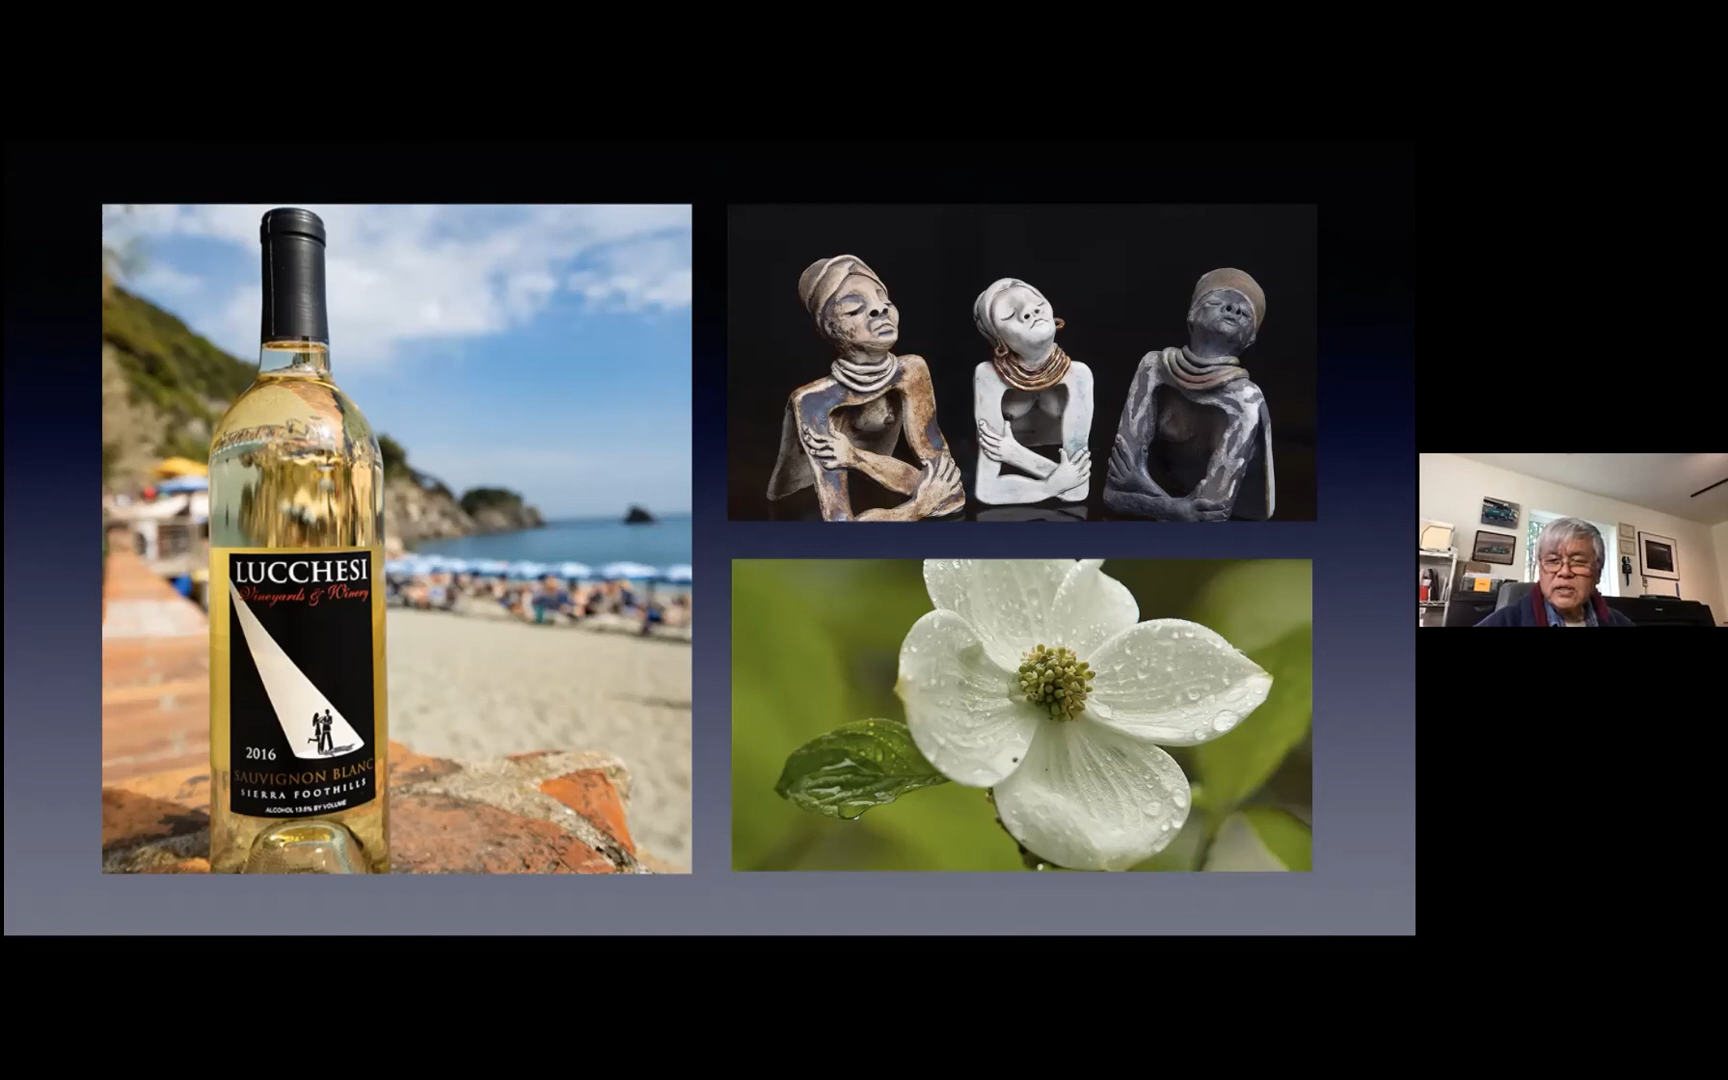 LUCCHESI
Vineyards & Winery
2016
SAUVIGNON BLANC
SIERRA FOOTHILLS
ALCOHOL 13.5% BY VOLUME